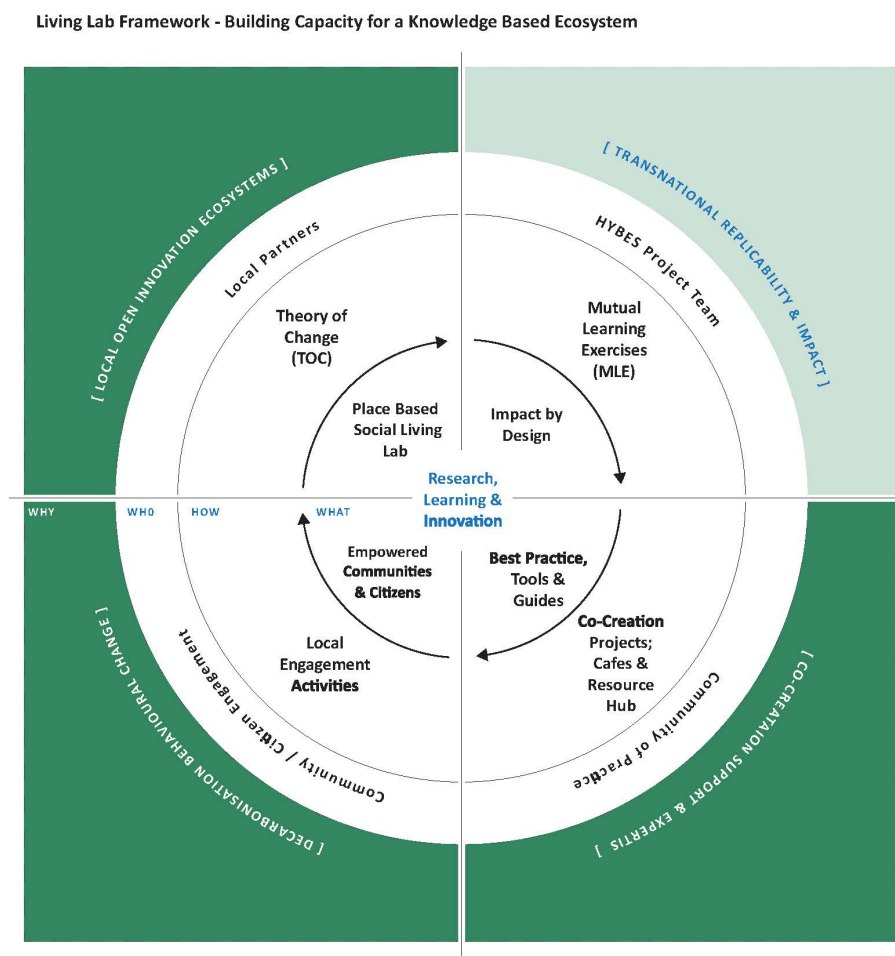 Living Lab Framework - Building Capacity for a Knowledge Based Ecosystem
[ LOCAL OPEN INNOVATION ECOSYSTEMS ]
[ TRANSNATIONAL REPLICABILITY & IMPACT ]
Local Partners
HYBES Project Team
Theory of
Change
(TOC)
Mutual
Learning
Exercises
(MLE)
Place Based
Social Living
Lab
Impact by
Design
Research,
Learning &
Innovation
WHY
WH0
HOW
WHAT
Empowered
Communities
& Citizens
Best Practice,
Tools &
Guides
Local
Engagement
Activities
Co-Creation
Projects;
Cafes &
Resource
Hub
Community / Citizen Engagement
Community of Practice
[ DECARBONISATION BEHAVIOURAL CHANGE ]
[ CO-CREATAION SUPPORT & EXPERTIS ]